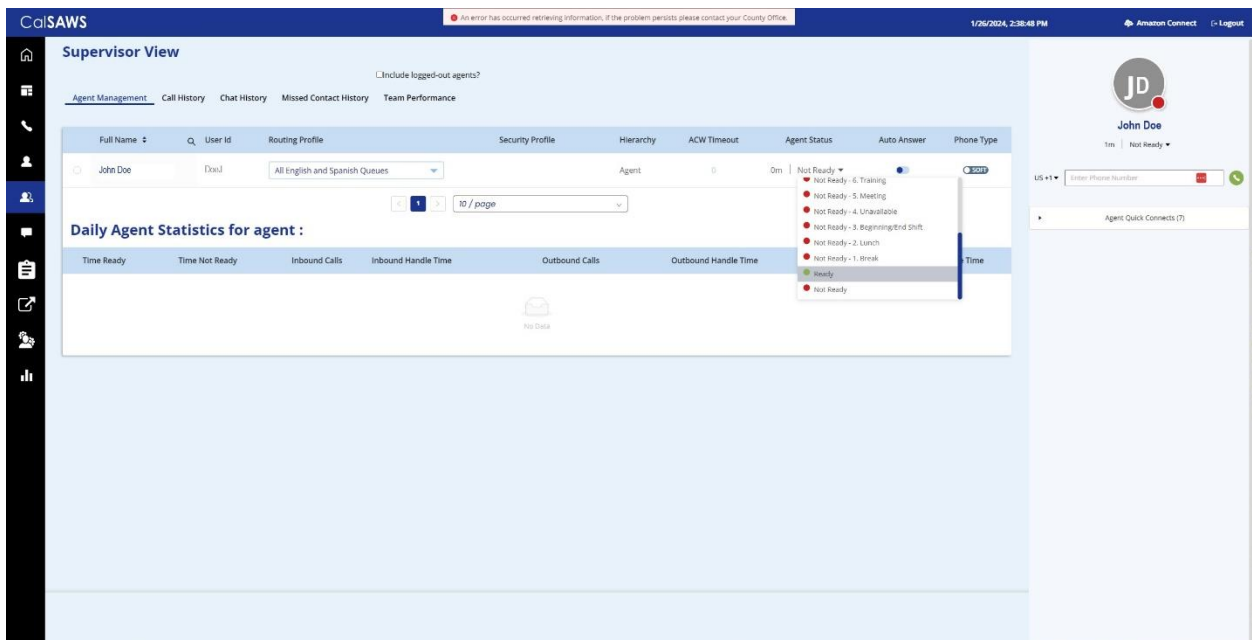 CalSAWS
An error has occurred retrieving information, if the problem persists please contact your County Office.
1/26/2024, 2:38:48 PM
Amazon Connect
Logout
Supervisor View
Include logged-out agents?
Agent Management Call History Chat History Missed Contact History Team Performance
Full Name User Id Routing Profile Security Profile Hierarchy ACW Timeout Agent Status Auto Answer Phone Type
John Doe DoeJ All English and Spanish Queues Agent 0 0m Not Ready SOFT
Not Ready - 6. Training
Not Ready - 5. Meeting
Not Ready - 4. Unavailable
Not Ready - 3. Beginning/End Shift
Not Ready - 2. Lunch
Not Ready - 1. Break
Ready
Not Ready
1 10 / page
Daily Agent Statistics for agent :
Time Ready Time Not Ready Inbound Calls Inbound Handle Time Outbound Calls Outbound Handle Time Time
No Data
JD
John Doe
1m Not Ready
US +1 Enter Phone Number
Agent Quick Connects (7)